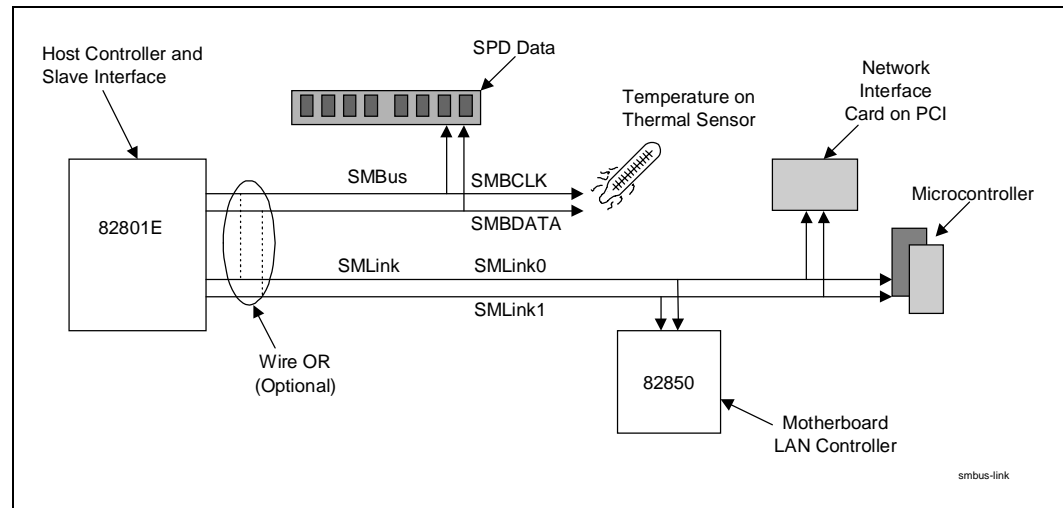 Host Controller and
Slave Interface
SPD Data
Temperature on
Thermal Sensor
Network
Interface
Card on PCI
Microcontroller
82801E
SMBus
SMBCLK
SMBDATA
SMLink
SMLink0
SMLink1
Wire OR
(Optional)
82850
Motherboard
LAN Controller
smbus-link